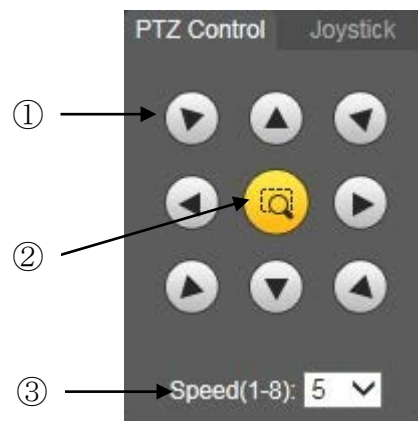 PTZ Control Joystick
①
②
③ Speed(1-8): 5